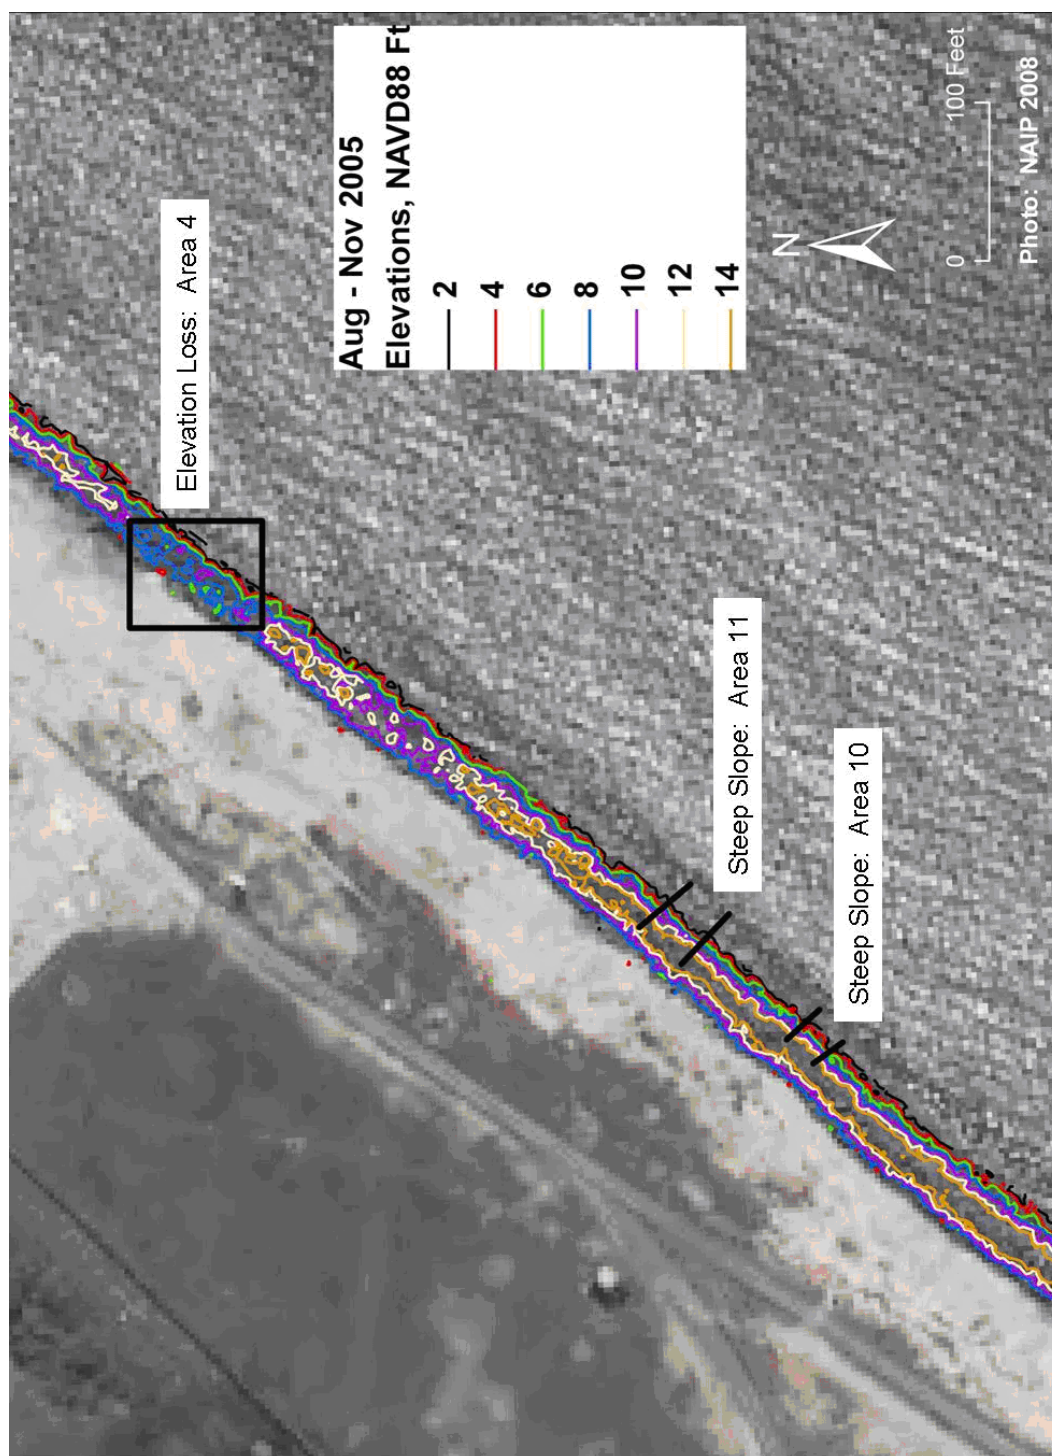 Elevation Loss: Area 4
Aug - Nov 2005
Elevations, NAVD88 Ft
2
4
6
8
10
12
14
Steep Slope: Area 11
Steep Slope: Area 10
N
0 100 Feet
Photo: NAIP 2008